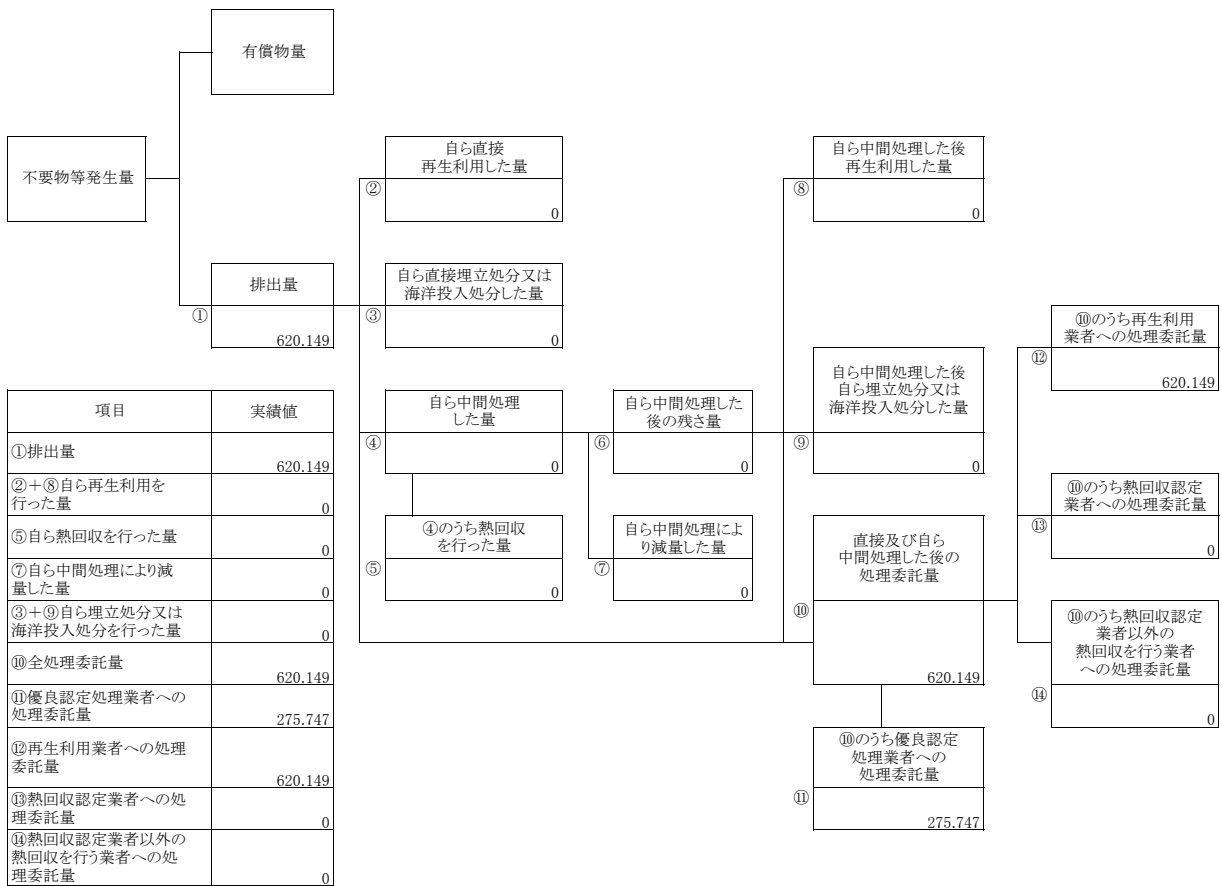 有償物量
不要物等発生量
自ら直接
再生利用した量
②
0
自ら中間処理した後
再生利用した量
⑧
0
排出量
①
620.149
自ら直接埋立処分又は
海洋投入処分した量
③
0
⑩のうち再生利用
業者への処理委託量
⑫
620.149
自ら中間処理
した量
④
0
自ら中間処理した
後の残さ量
⑥
0
自ら中間処理した後
自ら埋立処分又は
海洋投入処分した量
⑨
0
⑩のうち熱回収認定
業者への処理委託量
⑬
0
④のうち熱回収
を行った量
⑤
0
自ら中間処理によ
り減量した量
⑦
0
直接及び自ら
中間処理した後の
処理委託量
⑩
620.149
⑩のうち熱回収認定
業者以外の
熱回収を行う業者
への処理委託量
⑭
0
⑩のうち優良認定
処理業者への
処理委託量
⑪
275.747
項目 実績値
①排出量
620.149
②＋⑧自ら再生利用を
行った量
0
⑤自ら熱回収を行った量
0
⑦自ら中間処理により減
量した量
0
③＋⑨自ら埋立処分又は
海洋投入処分を行った量
0
⑩全処理委託量
620.149
⑪優良認定処理業者への
処理委託量
275.747
⑫再生利用業者への処理
委託量
620.149
⑬熱回収認定業者への処
理委託量
0
⑭熱回収認定業者以外の
熱回収を行う業者への処
理委託量
0